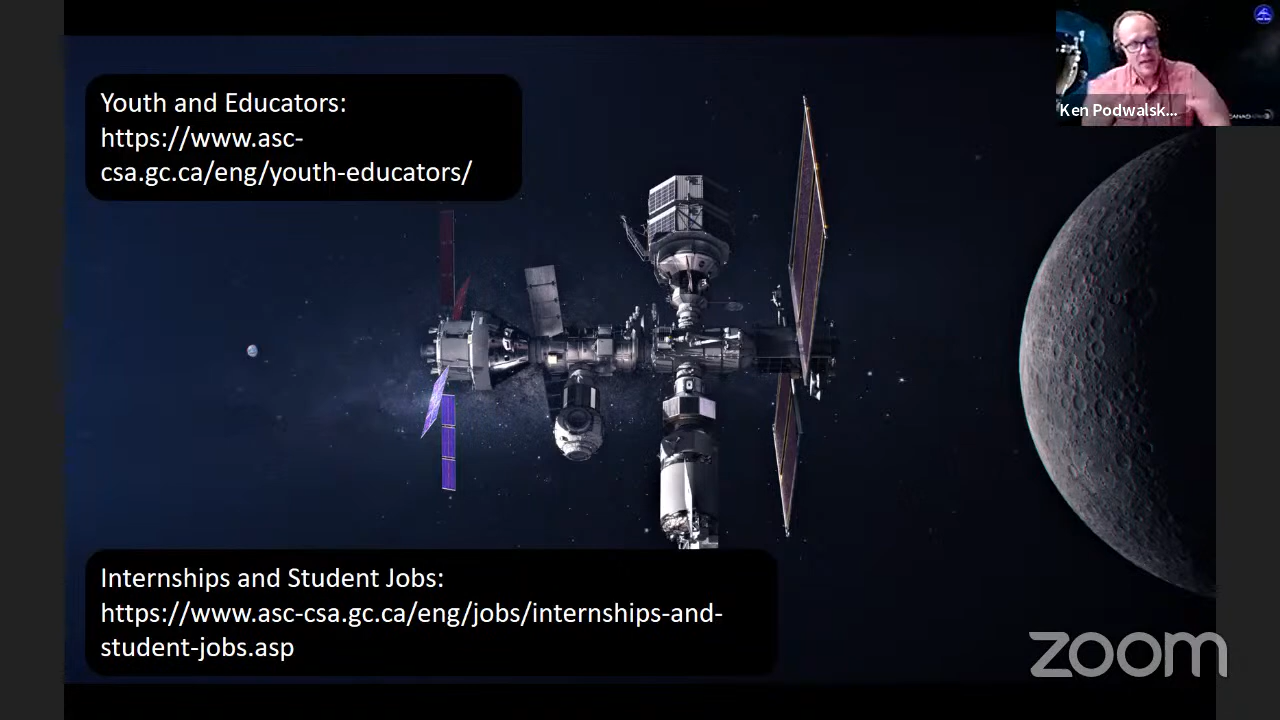 Youth and Educators:
https://www.asc-
csa.gc.ca/eng/youth-educators/
Ken Podwalsk...
Internships and Student Jobs:
https://www.asc-csa.gc.ca/eng/jobs/internships-and-
student-jobs.asp
zoom